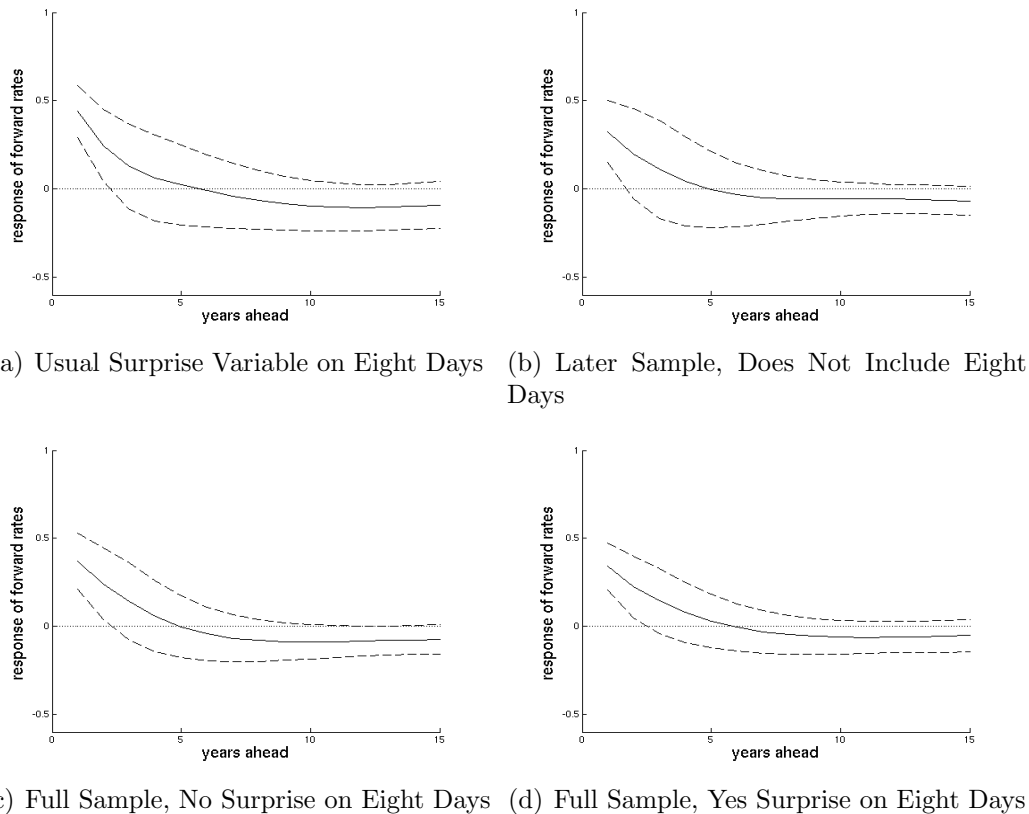 1
0.5
0
-0.5
response of forward rates
0 5 10 15
years ahead
1
0.5
0
-0.5
response of forward rates
0 5 10 15
years ahead
a) Usual Surprise Variable on Eight Days
(b) Later Sample, Does Not Include Eight
Days
1
0.5
0
-0.5
response of forward rates
0 5 10 15
years ahead
1
0.5
0
-0.5
response of forward rates
0 5 10 15
years ahead
) Full Sample, No Surprise on Eight Days
(d) Full Sample, Yes Surprise on Eight Days